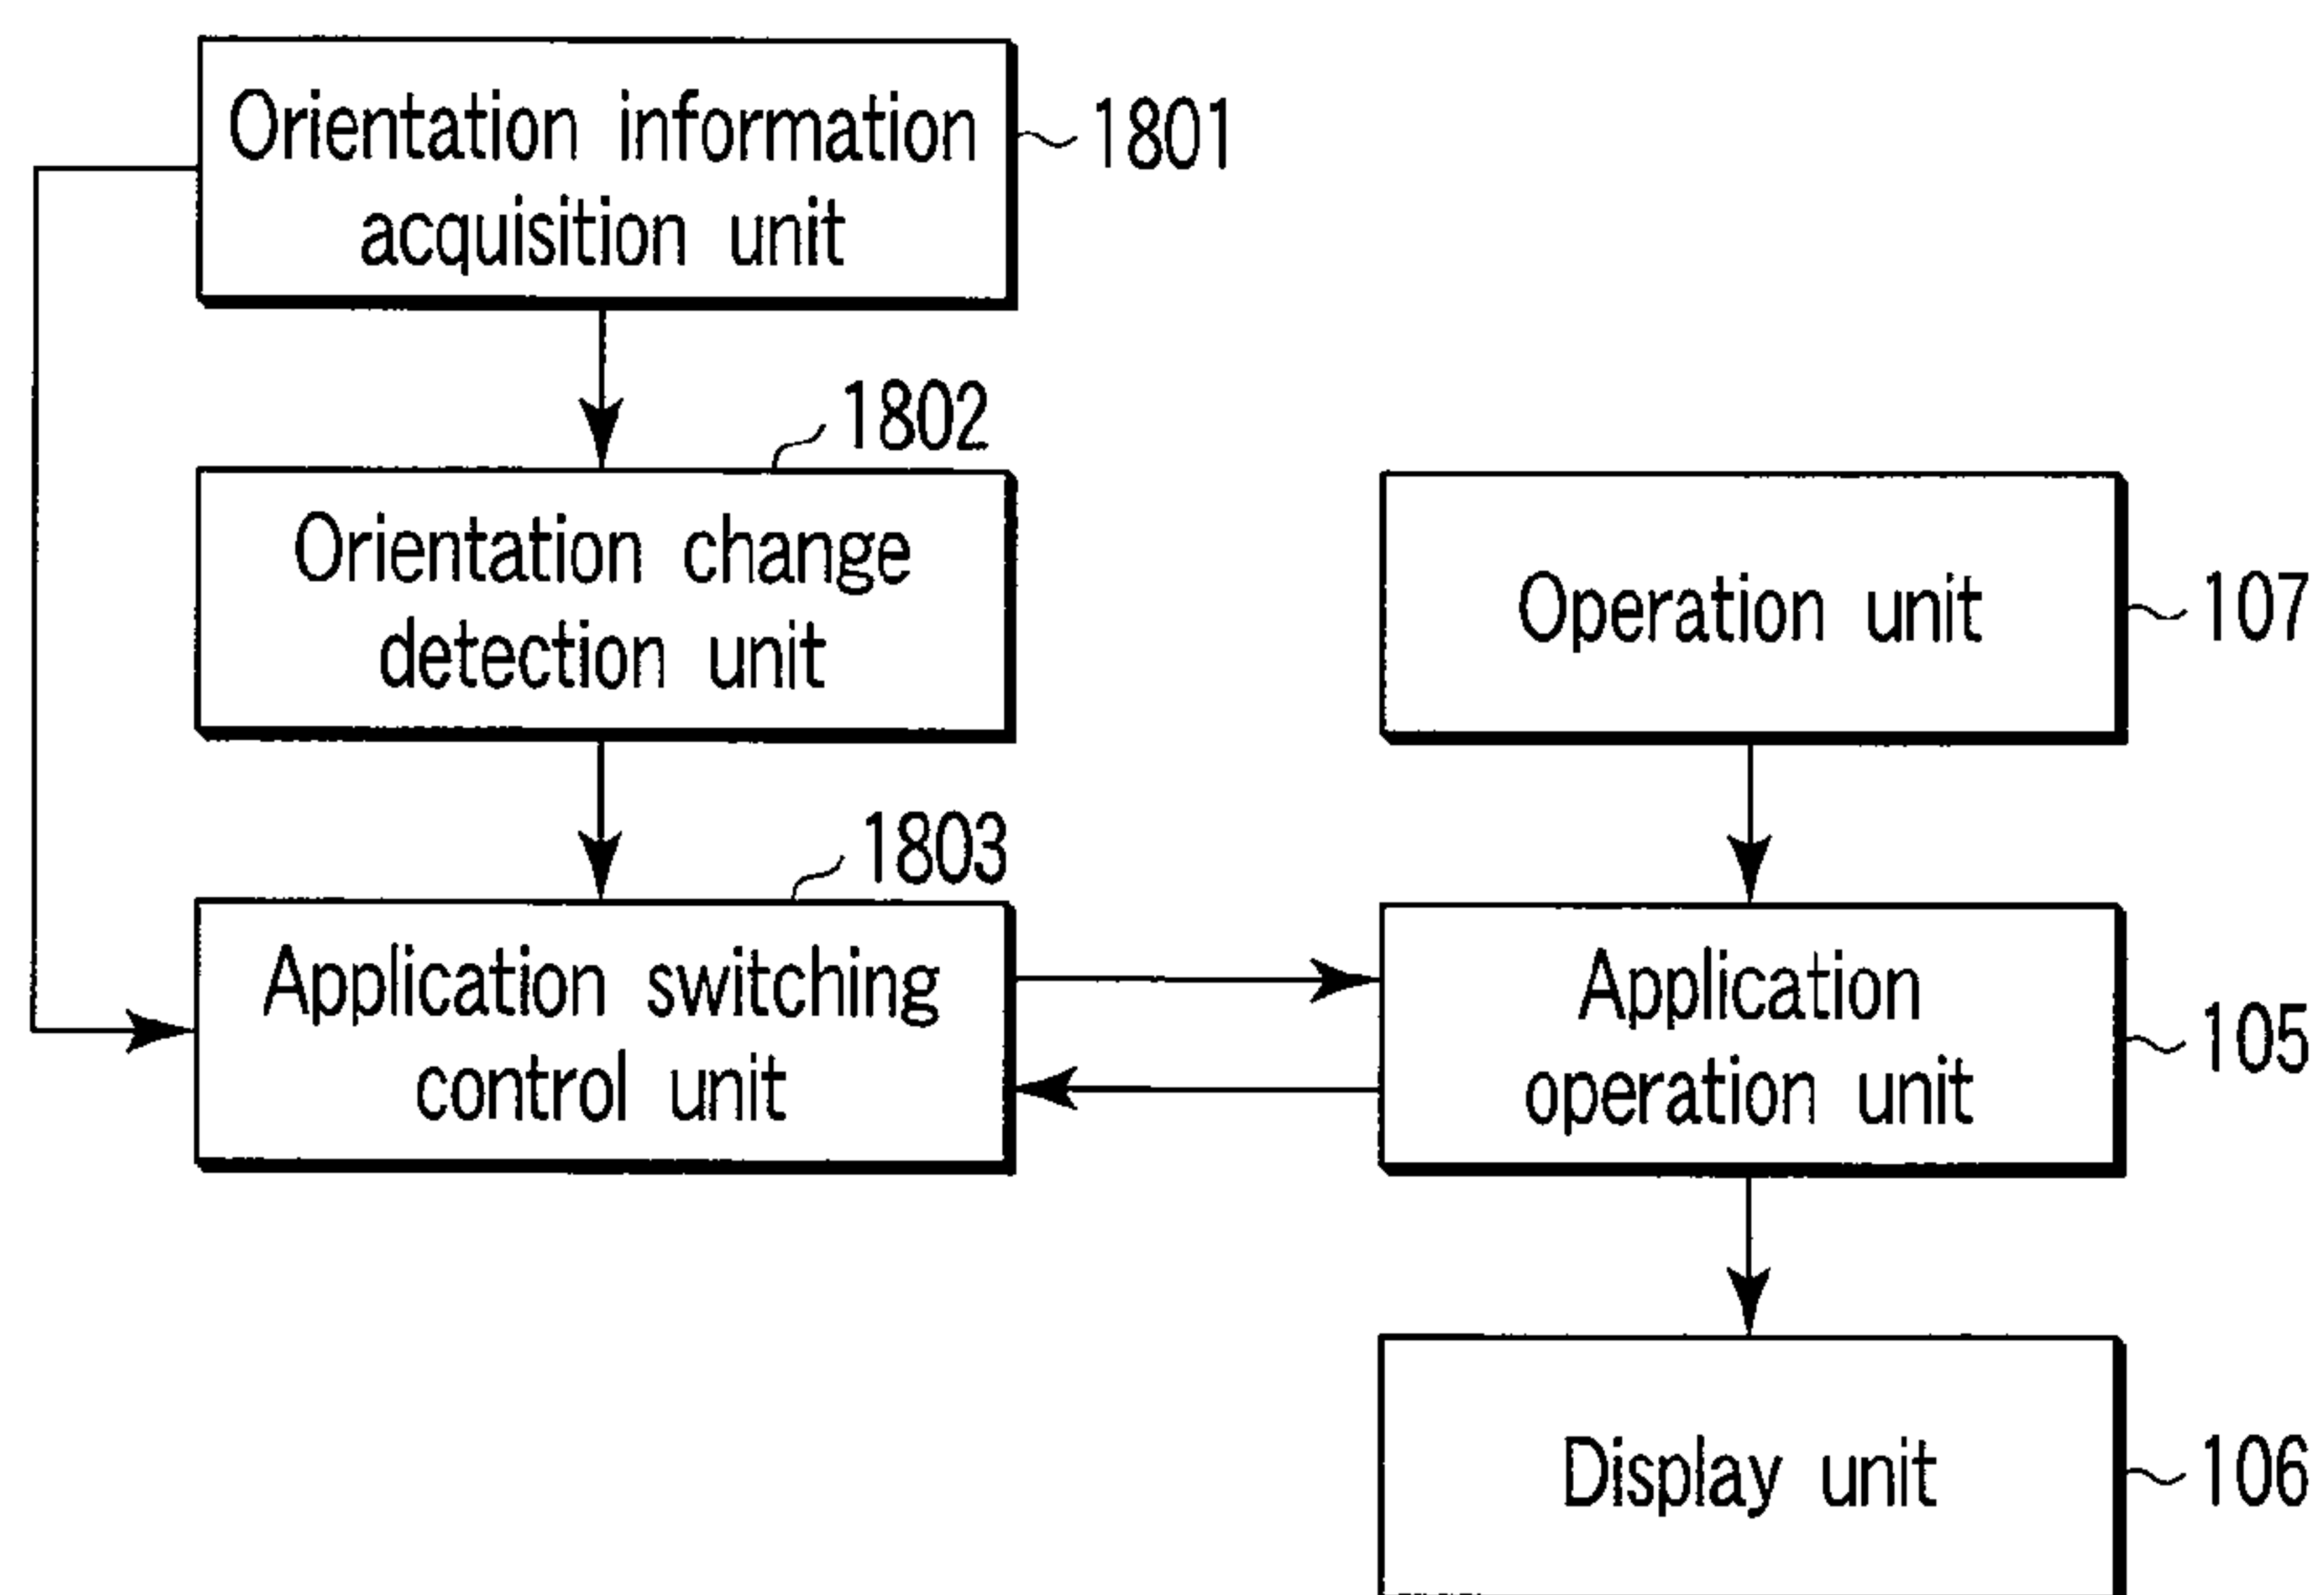 Orientation information
acquisition unit
1801
1802
Orientation change
detection unit
Operation unit
107
1803
Application switching
control unit
Application
operation unit
105
Display unit
106